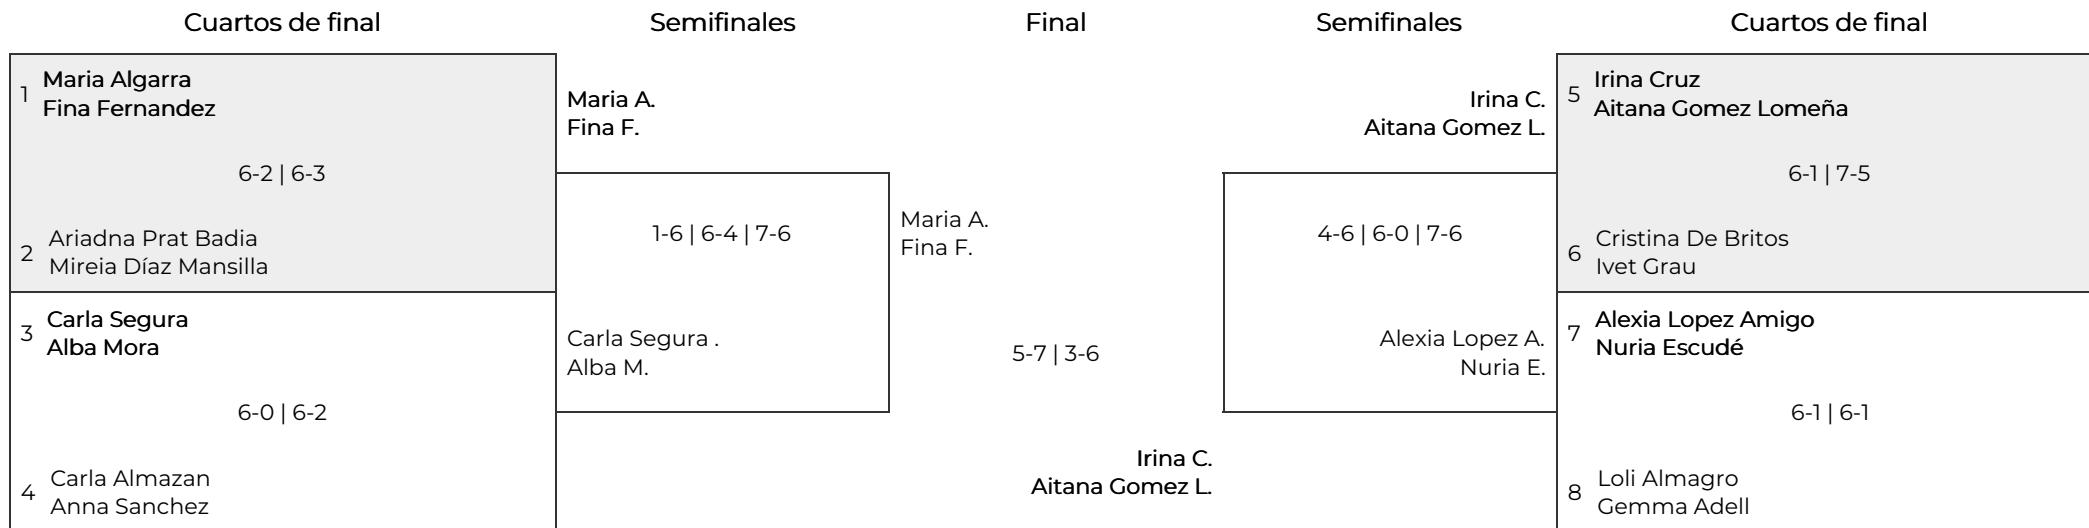 Cuartos de final
Semifinales
Final
Semifinales
Cuartos de final
1
Maria Algarra
Fina Fernandez
6-2 | 6-3
2
Ariadna Prat Badia
Mireia Díaz Mansilla
3
Carla Segura
Alba Mora
6-0 | 6-2
4
Carla Almazan
Anna Sanchez
Maria A.
Fina F.
1-6 | 6-4 | 7-6
Carla Segura .
Alba M.
Maria A.
Fina F.
5-7 | 3-6
Irina C.
Aitana Gomez L.
Irina C.
Aitana Gomez L.
4-6 | 6-0 | 7-6
Alexia Lopez A.
Nuria E.
5
Irina Cruz
Aitana Gomez Lomeña
6-1 | 7-5
6
Cristina De Britos
Ivet Grau
7
Alexia Lopez Amigo
Nuria Escudé
6-1 | 6-1
8
Loli Almagro
Gemma Adell